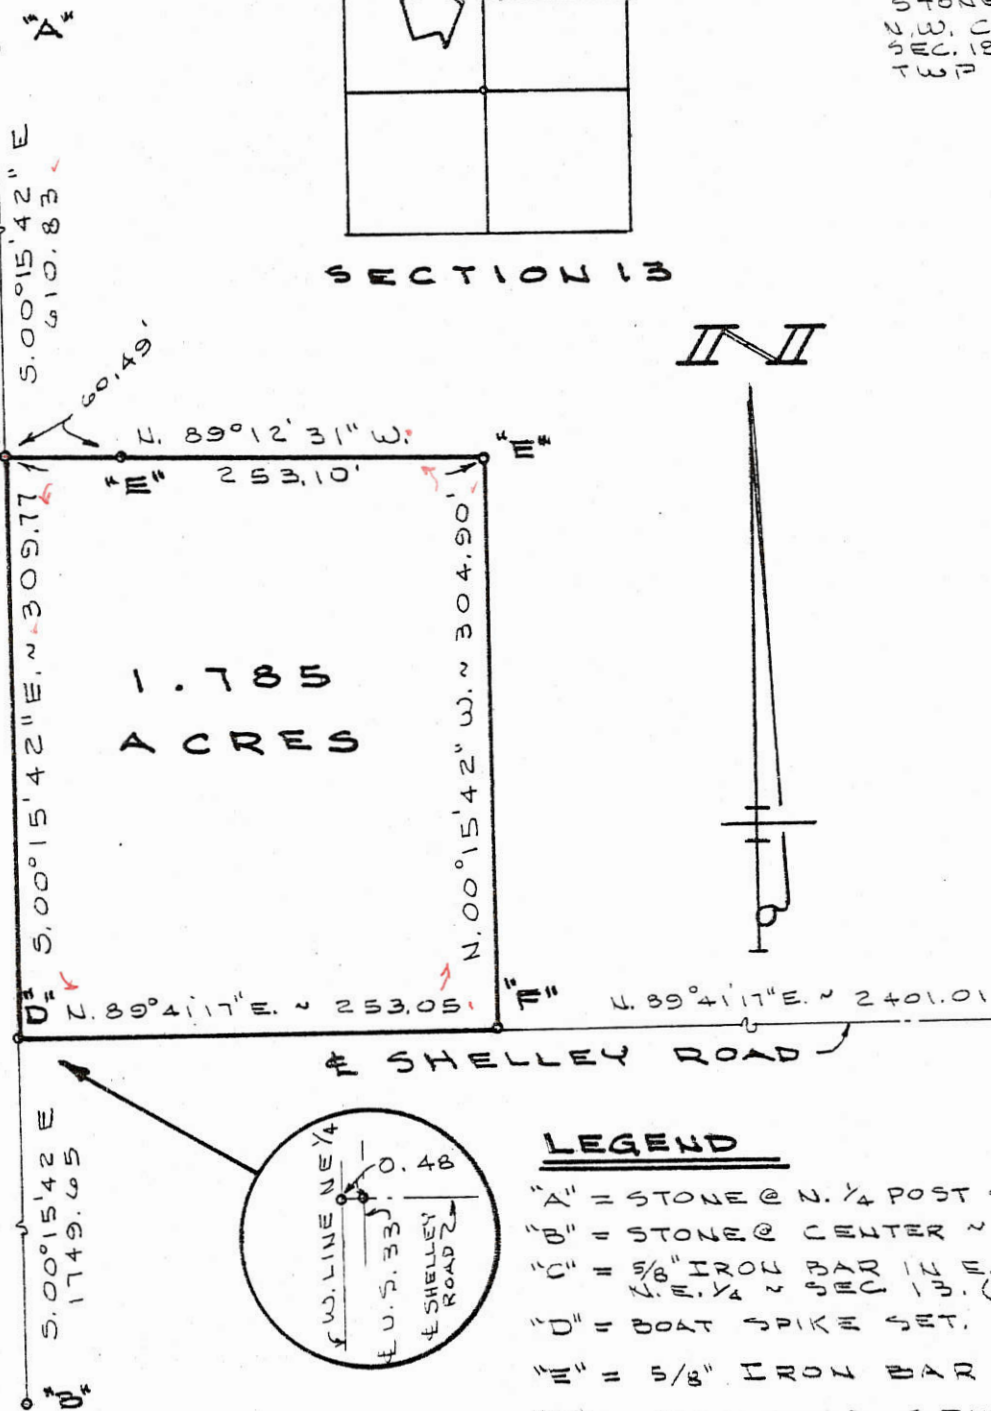 "A"
N.W. C
SEC. 18
TWP
S.00°15'42" E
610.83
SECTION 13
60.49'
N
N. 89°12'31" W.
"E"
"E"
253.10'
S.00°15'42"E. ~ 309.77
N.00°15'42" W. ~ 304.90'
1.785
ACRES
"D"
N. 89°41'17"E. ~ 253.05
"F"
N. 89°41'17"E. ~ 2401.01
℄ SHELLEY ROAD
S.00°15'42 E
1749.65
W. LINE NE ¼
0.48
℄ U.S. 33
℄ SHELLEY
ROAD
"B"
LEGEND
"A" = STONE @ N. ¼ POST
"B" = STONE @ CENTER ~
"C" = 5/8" IRON BAR IN E.
N.E. ¼ ~ SEC 13.
"D" = BOAT SPIKE SET.
"E" = 5/8" IRON BAR